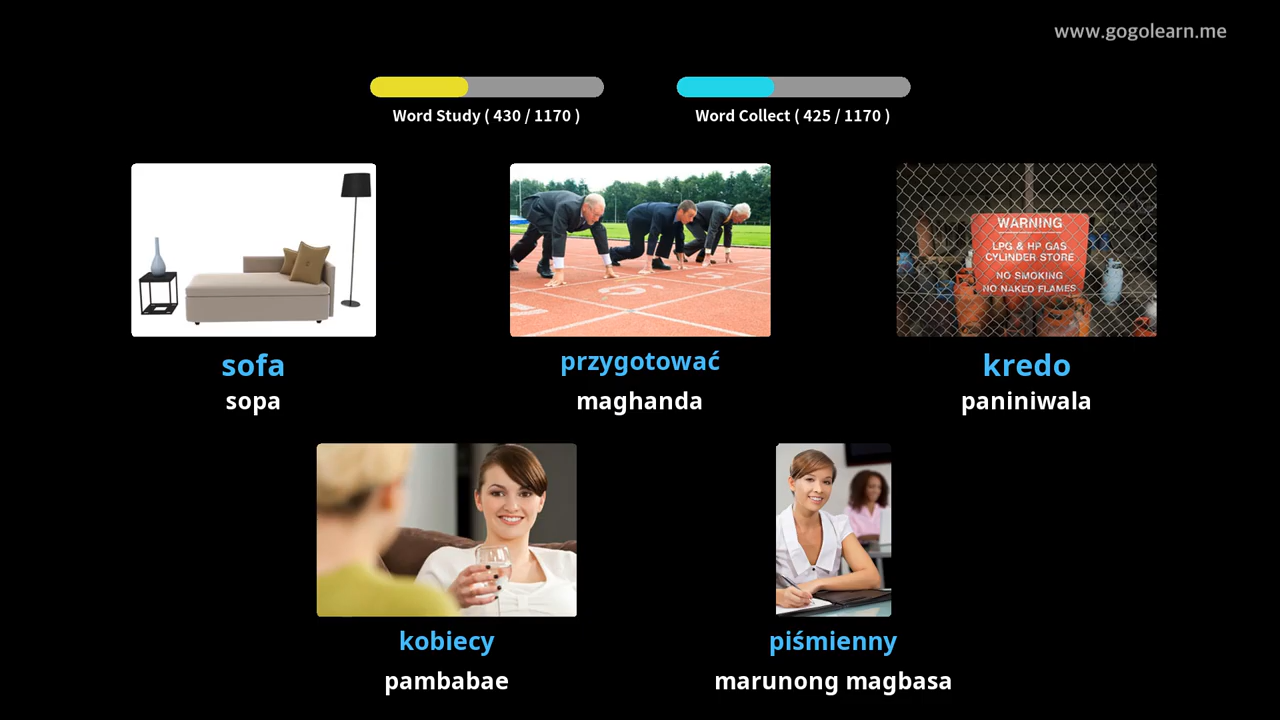 www.gogolearn.me
Word Study ( 430 / 1170 )
Word Collect ( 425 / 1170 )
WARNING
LPG & HP GAS
CYLINDER STORE
NO SMOKING
NO NAKED FLAMES
sofa
przygotować
kredo
sopa
maghanda
paniniwala
kobiecy
piśmienny
pambabae
marunong magbasa